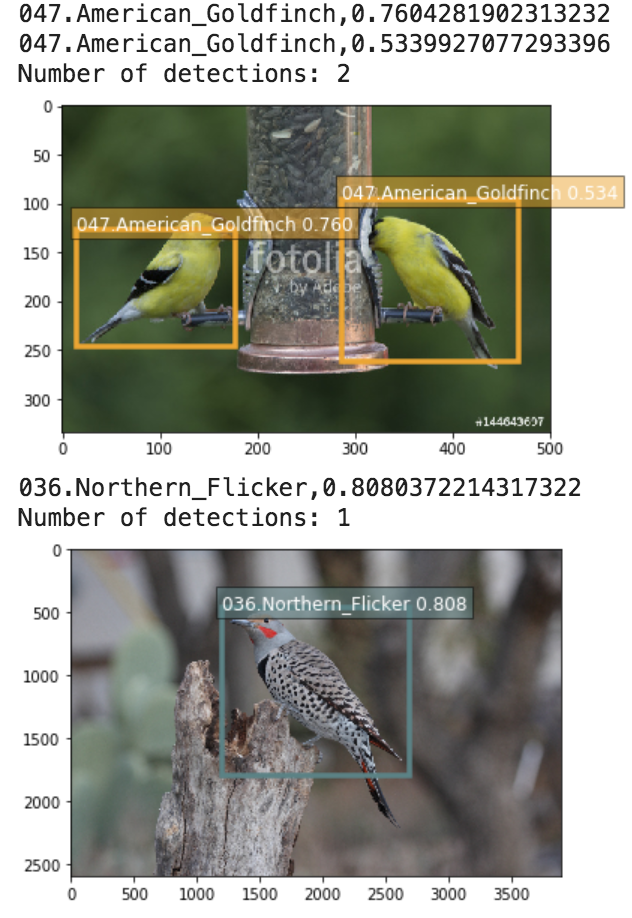 047.American_Goldfinch,0.7604281902313232
047.American_Goldfinch,0.5339927077293396
Number of detections: 2
0
50
100
150
200
250
300
047.American_Goldfinch 0.534
047.American_Goldfinch 0.760
fotolia
by Adobe
#144643607
0 100 200 300 400 500
036.Northern_Flicker,0.8080372214317322
Number of detections: 1
0
500
1000
1500
2000
2500
036.Northern_Flicker 0.808
0 500 1000 1500 2000 2500 3000 3500